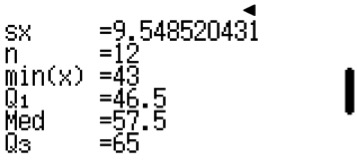 sx =9.548520431
n =12
min(x) =43
Q₁ =46.5
Med =57.5
Q₃ =65